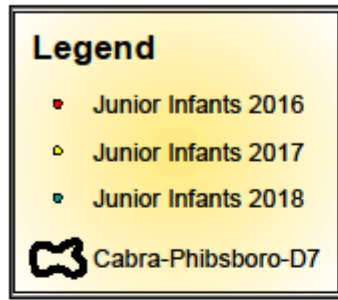 Legend
Junior Infants 2016
Junior Infants 2017
Junior Infants 2018
Cabra-Phibsboro-D7